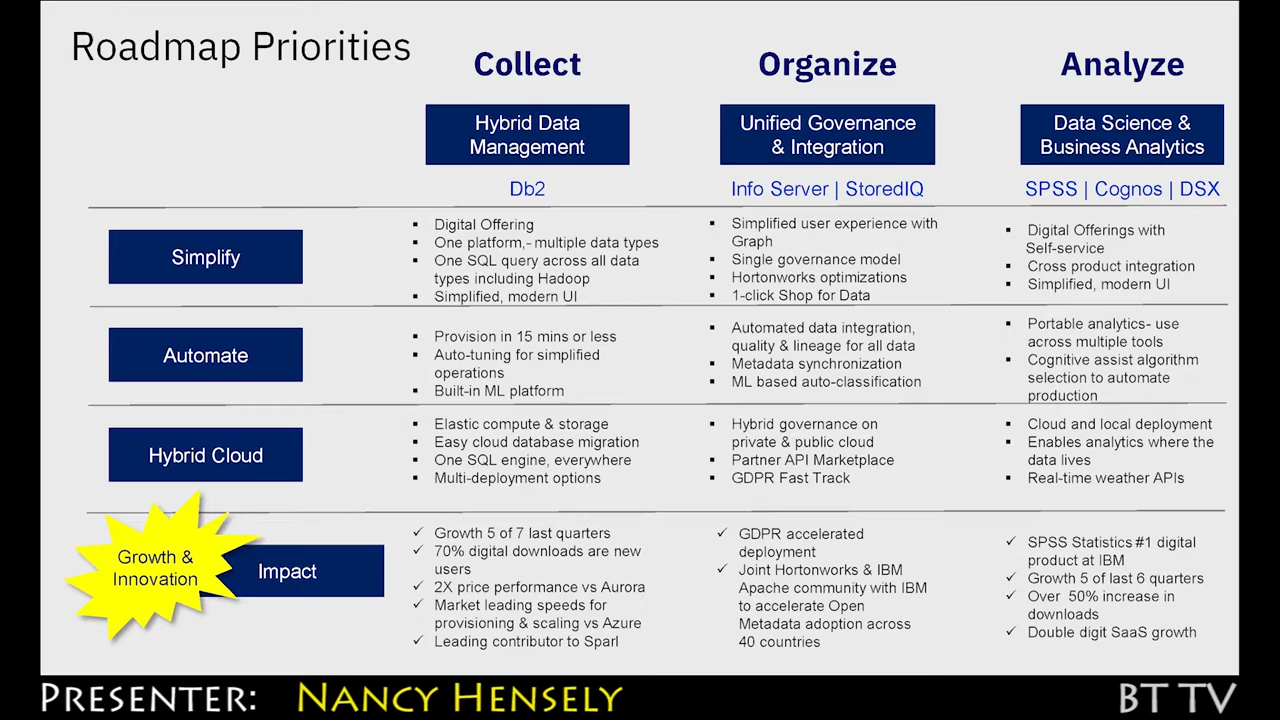 Roadmap Priorities
Collect
Organize
Analyze
Hybrid Data
Management
Unified Governance
& Integration
Data Science &
Business Analytics
Db2
Info Server | StoredIQ
SPSS | Cognos | DSX
Simplify
▪ Digital Offering
▪ One platform,- multiple data types
▪ One SQL query across all data
types including Hadoop
▪ Simplified, modern UI
▪ Simplified user experience with
Graph
▪ Single governance model
▪ Hortonworks optimizations
▪ 1-click Shop for Data
▪ Digital Offerings with
Self-service
▪ Cross product integration
▪ Simplified, modern UI
Automate
▪ Provision in 15 mins or less
▪ Auto-tuning for simplified
operations
▪ Built-in ML platform
▪ Automated data integration,
quality & lineage for all data
▪ Metadata synchronization
▪ ML based auto-classification
▪ Portable analytics- use
across multiple tools
▪ Cognitive assist algorithm
selection to automate
production
Hybrid Cloud
▪ Elastic compute & storage
▪ Easy cloud database migration
▪ One SQL engine, everywhere
▪ Multi-deployment options
▪ Hybrid governance on
private & public cloud
▪ Partner API Marketplace
▪ GDPR Fast Track
▪ Cloud and local deployment
▪ Enables analytics where the
data lives
▪ Real-time weather APIs
Growth &
Innovation
Impact
✓ Growth 5 of 7 last quarters
✓ 70% digital downloads are new
users
✓ 2X price performance vs Aurora
✓ Market leading speeds for
provisioning & scaling vs Azure
✓ Leading contributor to Sparl
✓ GDPR accelerated
deployment
✓ Joint Hortonworks & IBM
Apache community with IBM
to accelerate Open
Metadata adoption across
40 countries
✓ SPSS Statistics #1 digital
product at IBM
✓ Growth 5 of last 6 quarters
✓ Over 50% increase in
downloads
✓ Double digit SaaS growth
PRESENTER: NANCY HENSELY
BT TV